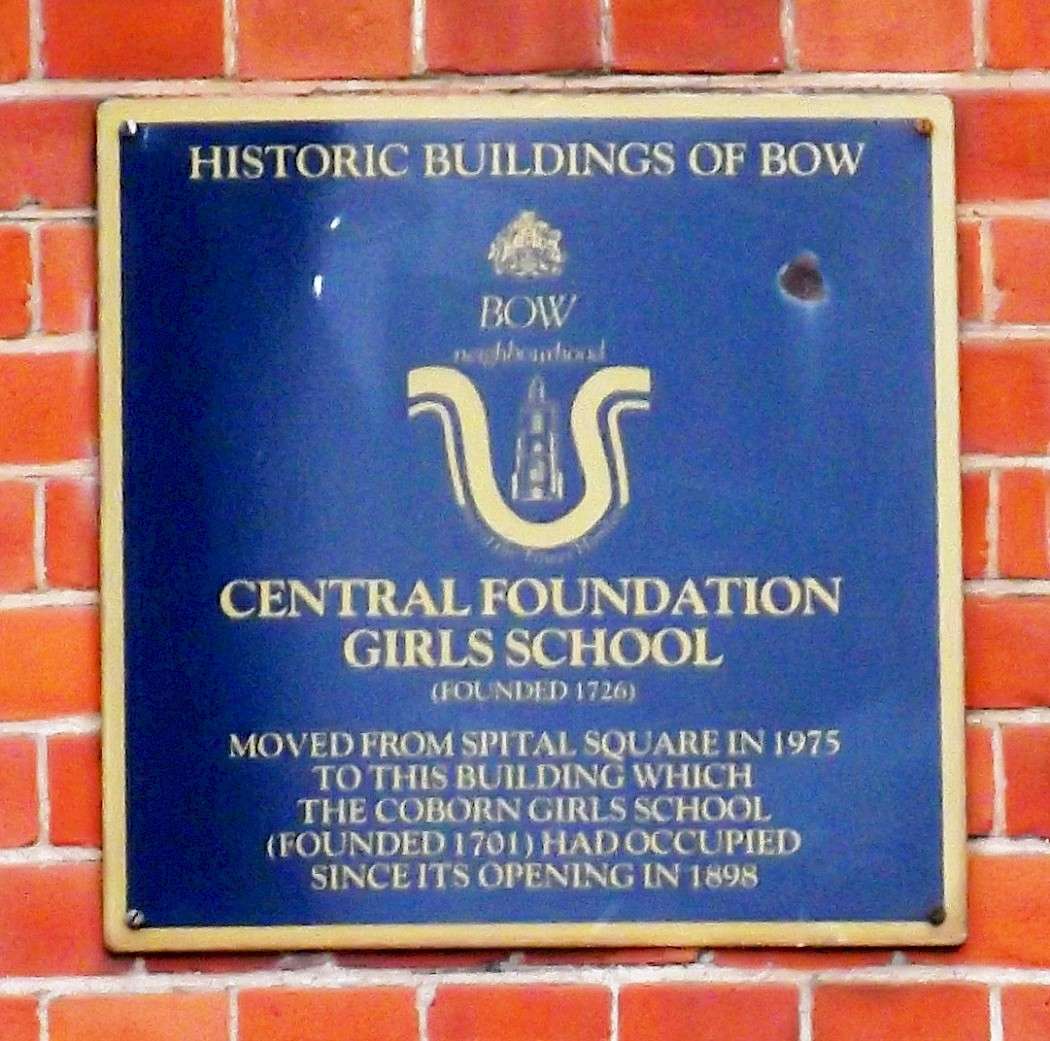 HISTORIC BUILDINGS OF BOW
BOW
neighbourhood
CENTRAL FOUNDATION
GIRLS SCHOOL
(FOUNDED 1726)
MOVED FROM SPITAL SQUARE IN 1975
TO THIS BUILDING WHICH
THE COBORN GIRLS SCHOOL
(FOUNDED 1701) HAD OCCUPIED
SINCE ITS OPENING IN 1898